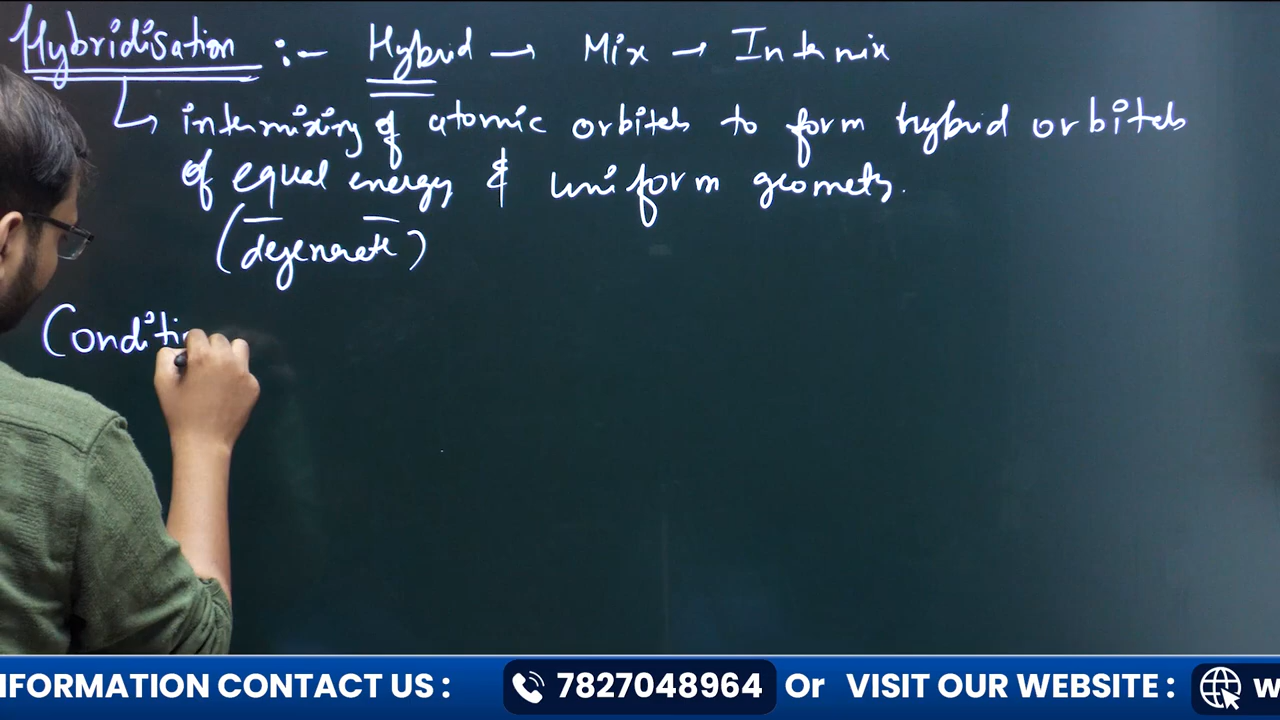 Hybridisation :- Hybrid → Mix → Intermix
↳ intermixing of atomic orbitals to form hybrid orbitals
of equal energy & uniform geometry.
(degenerate)
Conditi
NFORMATION CONTACT US : 7827048964 Or VISIT OUR WEBSITE : w